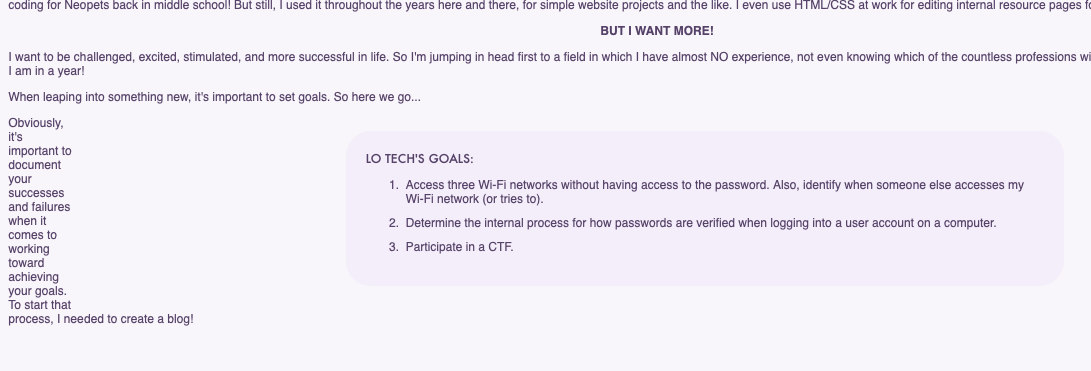 coding for Neopets back in middle school! But still, I used it throughout the years here and there, for simple website projects and the like. I even use HTML/CSS at work for editing internal resource pages
BUT I WANT MORE!
I want to be challenged, excited, stimulated, and more successful in life. So I'm jumping in head first to a field in which I have almost NO experience, not even knowing which of the countless professions
I am in a year!
When leaping into something new, it's important to set goals. So here we go...
Obviously,
it's
important to
document
your
successes
and failures
when it
comes to
working
toward
achieving
your goals.
To start that
process, I needed to create a blog!
LO TECH'S GOALS:
1. Access three Wi-Fi networks without having access to the password. Also, identify when someone else accesses my
Wi-Fi network (or tries to).
2. Determine the internal process for how passwords are verified when logging into a user account on a computer.
3. Participate in a CTF.